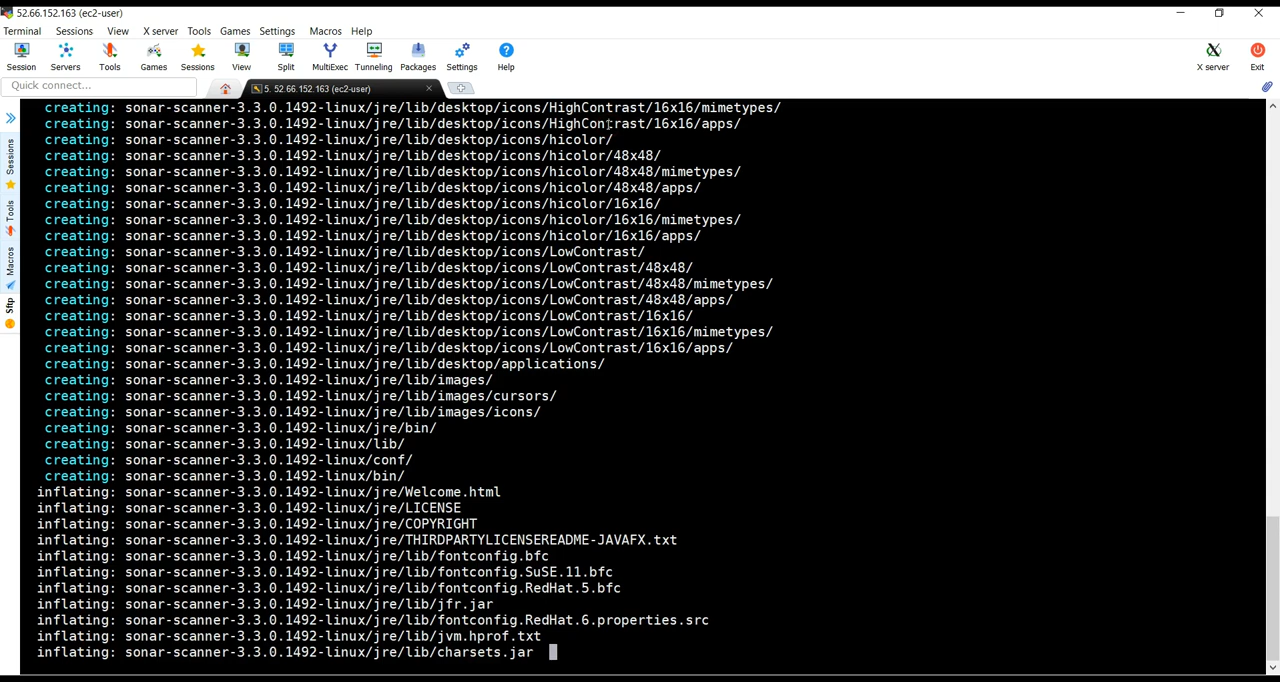 52.66.152.163 (ec2-user)
Terminal Sessions View X server Tools Games Settings Macros Help
Session Servers Tools Games Sessions View Split MultiExec Tunneling Packages Settings Help X server Exit
Quick connect...
5. 52.66.152.163 (ec2-user)
Sessions
Tools
Macros
Sftp
creating: sonar-scanner-3.3.0.1492-linux/jre/lib/desktop/icons/HighContrast/16x16/mimetypes/
creating: sonar-scanner-3.3.0.1492-linux/jre/lib/desktop/icons/HighContrast/16x16/apps/
creating: sonar-scanner-3.3.0.1492-linux/jre/lib/desktop/icons/hicolor/
creating: sonar-scanner-3.3.0.1492-linux/jre/lib/desktop/icons/hicolor/48x48/
creating: sonar-scanner-3.3.0.1492-linux/jre/lib/desktop/icons/hicolor/48x48/mimetypes/
creating: sonar-scanner-3.3.0.1492-linux/jre/lib/desktop/icons/hicolor/48x48/apps/
creating: sonar-scanner-3.3.0.1492-linux/jre/lib/desktop/icons/hicolor/16x16/
creating: sonar-scanner-3.3.0.1492-linux/jre/lib/desktop/icons/hicolor/16x16/mimetypes/
creating: sonar-scanner-3.3.0.1492-linux/jre/lib/desktop/icons/hicolor/16x16/apps/
creating: sonar-scanner-3.3.0.1492-linux/jre/lib/desktop/icons/LowContrast/
creating: sonar-scanner-3.3.0.1492-linux/jre/lib/desktop/icons/LowContrast/48x48/
creating: sonar-scanner-3.3.0.1492-linux/jre/lib/desktop/icons/LowContrast/48x48/mimetypes/
creating: sonar-scanner-3.3.0.1492-linux/jre/lib/desktop/icons/LowContrast/48x48/apps/
creating: sonar-scanner-3.3.0.1492-linux/jre/lib/desktop/icons/LowContrast/16x16/
creating: sonar-scanner-3.3.0.1492-linux/jre/lib/desktop/icons/LowContrast/16x16/mimetypes/
creating: sonar-scanner-3.3.0.1492-linux/jre/lib/desktop/icons/LowContrast/16x16/apps/
creating: sonar-scanner-3.3.0.1492-linux/jre/lib/desktop/applications/
creating: sonar-scanner-3.3.0.1492-linux/jre/lib/images/
creating: sonar-scanner-3.3.0.1492-linux/jre/lib/images/cursors/
creating: sonar-scanner-3.3.0.1492-linux/jre/lib/images/icons/
creating: sonar-scanner-3.3.0.1492-linux/jre/bin/
creating: sonar-scanner-3.3.0.1492-linux/lib/
creating: sonar-scanner-3.3.0.1492-linux/conf/
creating: sonar-scanner-3.3.0.1492-linux/bin/
inflating: sonar-scanner-3.3.0.1492-linux/jre/Welcome.html
inflating: sonar-scanner-3.3.0.1492-linux/jre/LICENSE
inflating: sonar-scanner-3.3.0.1492-linux/jre/COPYRIGHT
inflating: sonar-scanner-3.3.0.1492-linux/jre/THIRDPARTYLICENSEREADME-JAVAFX.txt
inflating: sonar-scanner-3.3.0.1492-linux/jre/lib/fontconfig.bfc
inflating: sonar-scanner-3.3.0.1492-linux/jre/lib/fontconfig.SuSE.11.bfc
inflating: sonar-scanner-3.3.0.1492-linux/jre/lib/fontconfig.RedHat.5.bfc
inflating: sonar-scanner-3.3.0.1492-linux/jre/lib/jfr.jar
inflating: sonar-scanner-3.3.0.1492-linux/jre/lib/fontconfig.RedHat.6.properties.src
inflating: sonar-scanner-3.3.0.1492-linux/jre/lib/jvm.hprof.txt
inflating: sonar-scanner-3.3.0.1492-linux/jre/lib/charsets.jar